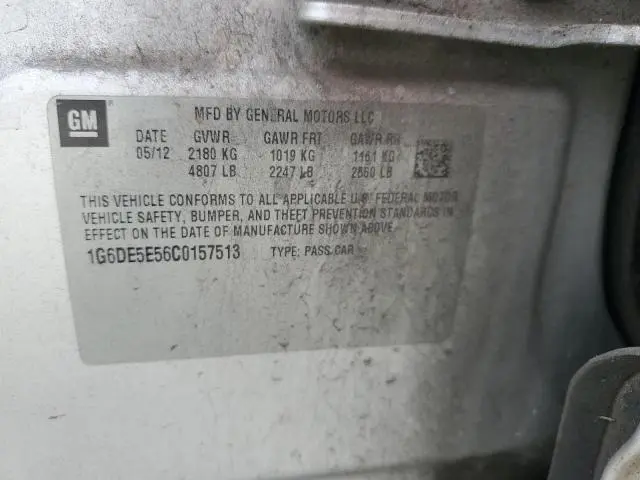 GM
MFD BY GENERAL MOTORS LLC
DATE GVWR GAWR FRT GAWR RR
05/12 2180 KG 1019 KG 1161 KG
4807 LB 2247 LB 2560 LB
THIS VEHICLE CONFORMS TO ALL APPLICABLE U.S. FEDERAL MOTOR
VEHICLE SAFETY, BUMPER, AND THEFT PREVENTION STANDARDS IN
EFFECT ON THE DATE OF MANUFACTURE SHOWN ABOVE.
1G6DE5E56C0157513 TYPE: PASS CAR